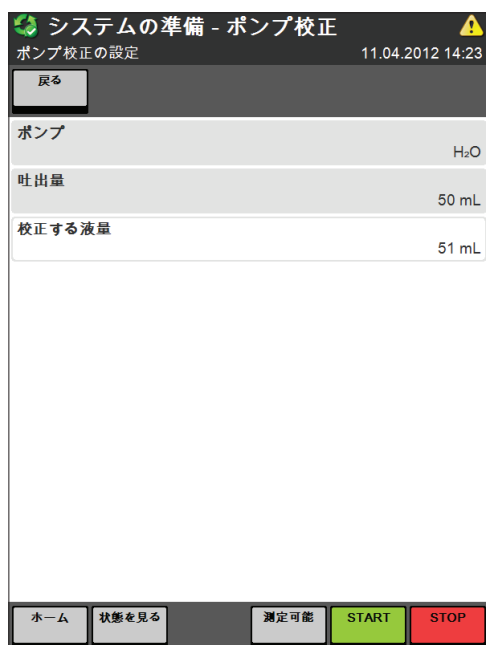 システムの準備 - ポンプ校正
ポンプ校正の設定 11.04.2012 14:23
戻る
ポンプ
H₂O
吐出量
50 mL
校正する液量
51 mL
ホーム 状態を見る 測定可能 START STOP